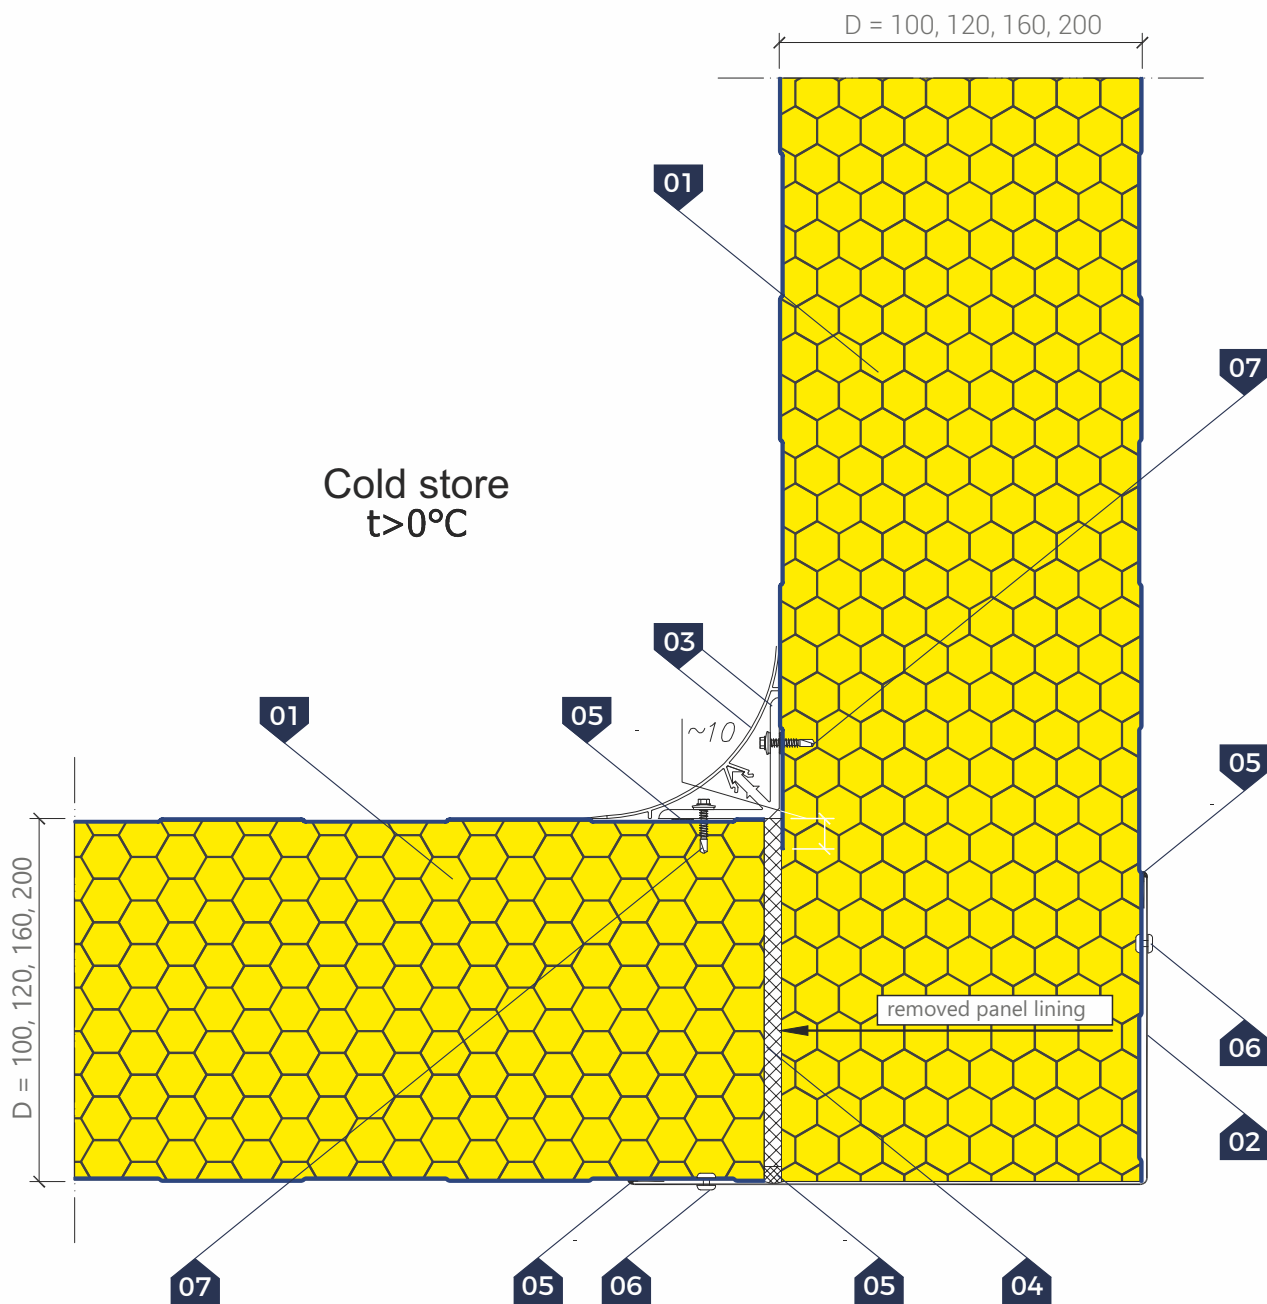 D = 100, 120, 160, 200
01
07
Cold store
t>0°C
03
01
05
~10
05
D = 100, 120, 160, 200
removed panel lining
06
02
07
05
06
05
04